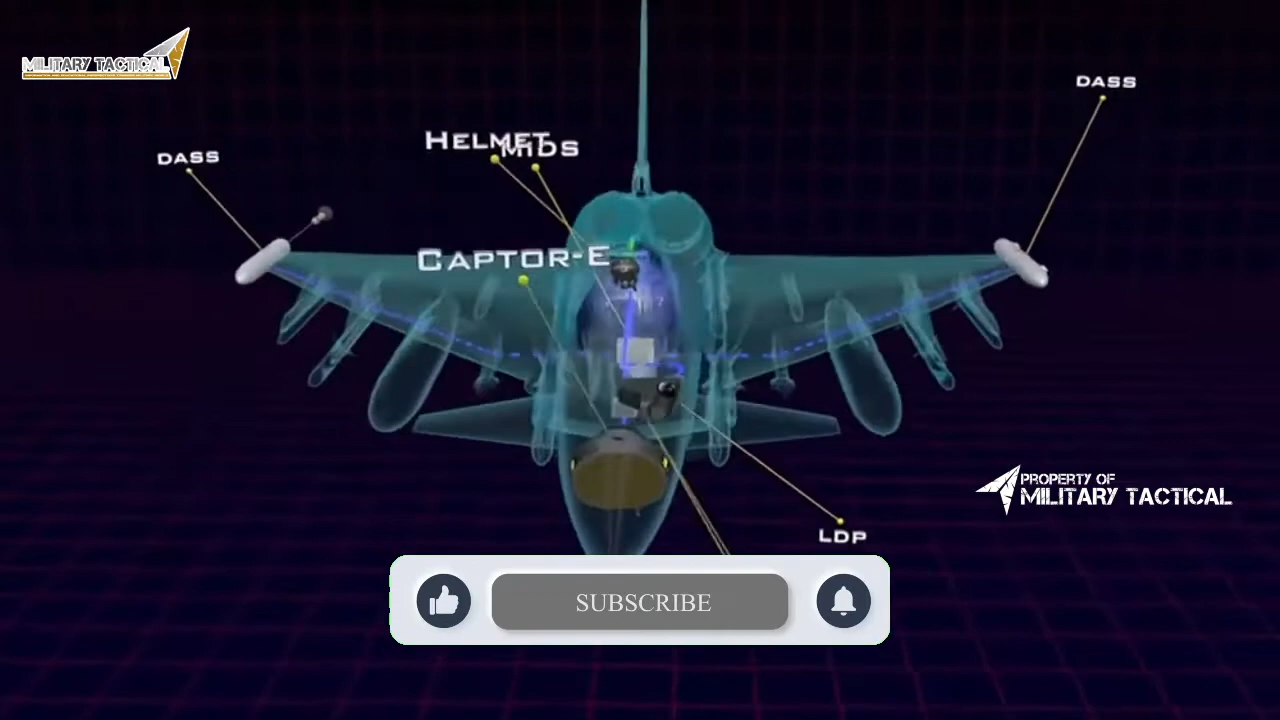 MILITARY TACTICAL
DASS
HELMET
MIDS
DASS
CAPTOR-E
PROPERTY OF
MILITARY TACTICAL
LDP
SUBSCRIBE